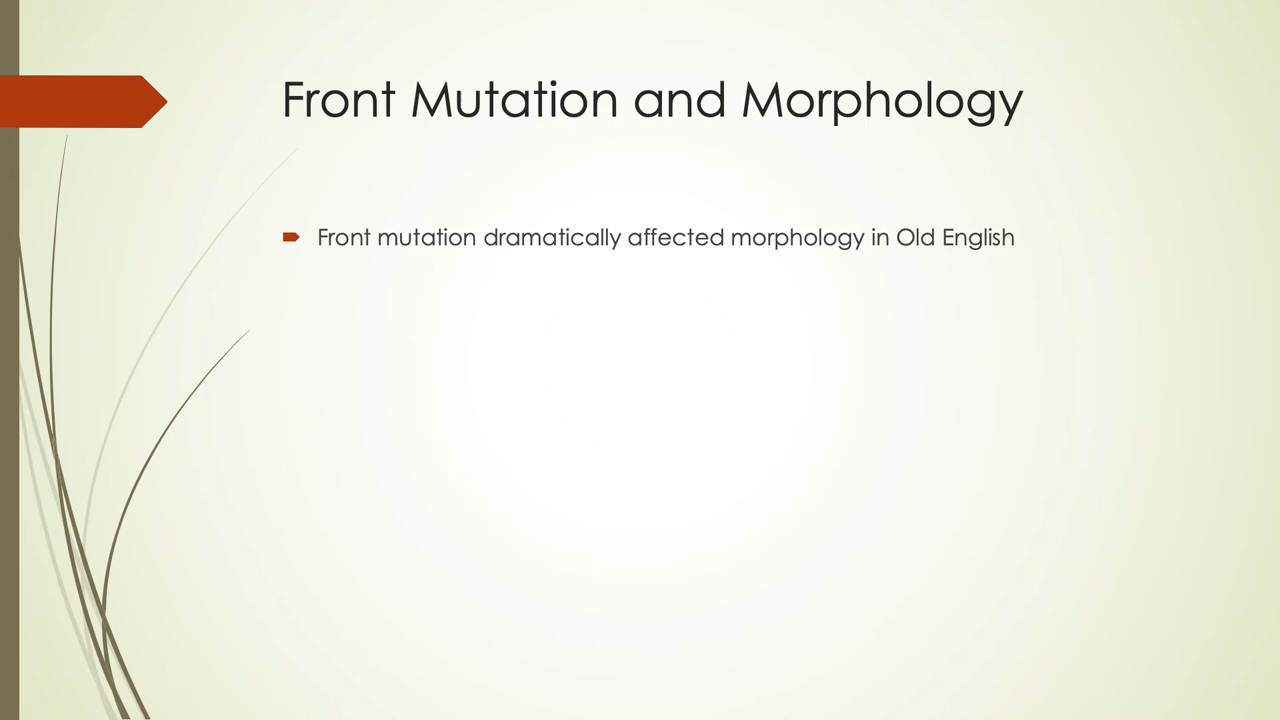 Front Mutation and Morphology
Front mutation dramatically affected morphology in Old English